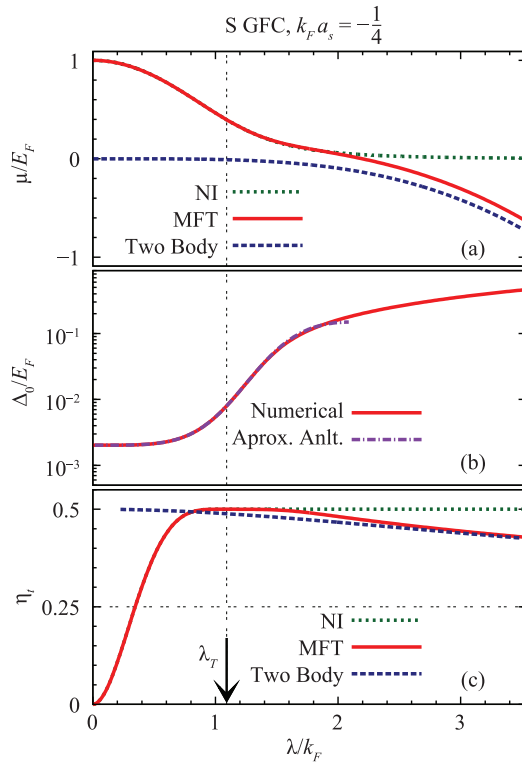 S GFC, k_F a_s = −1/4
1
0
−1
μ/E_F
NI
MFT
Two Body
(a)
10⁻¹
10⁻²
10⁻³
Δ₀/E_F
Numerical
Aprox. Anlt.
(b)
0.5
0.25
0
η_t
λ_T
NI
MFT
Two Body
(c)
0 1 2 3
λ/k_F